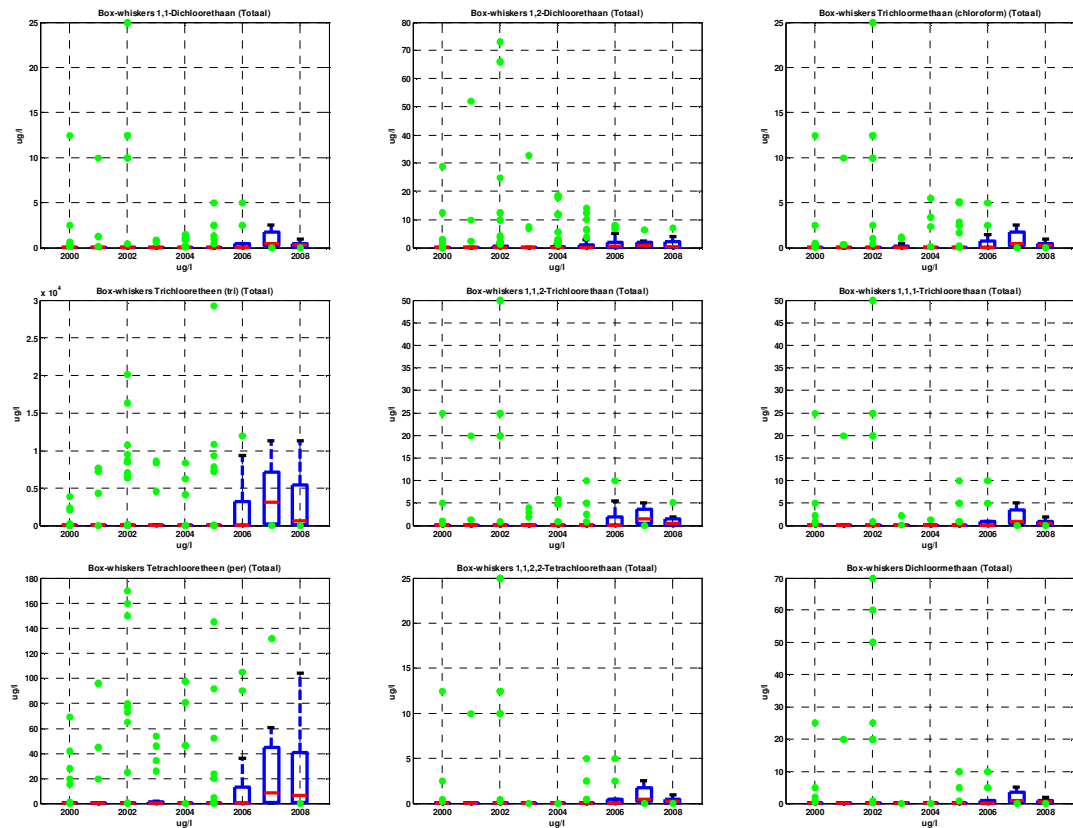 Box-whiskers 1,1-Dichloorethaan (Totaal)
25
20
15
10
5
0
ug/l
2000 2002 2004 2006 2008
ug/l
Box-whiskers 1,2-Dichloorethaan (Totaal)
80
70
60
50
40
30
20
10
0
ug/l
2000 2002 2004 2006 2008
ug/l
Box-whiskers Trichloormethaan (chloroform) (Totaal)
25
20
15
10
5
0
ug/l
2000 2002 2004 2006 2008
ug/l
Box-whiskers Trichlooretheen (tri) (Totaal)
x 10^4
3
2.5
2
1.5
1
0.5
0
ug/l
2000 2002 2004 2006 2008
ug/l
Box-whiskers 1,1,2-Trichloorethaan (Totaal)
50
45
40
35
30
25
20
15
10
5
0
ug/l
2000 2002 2004 2006 2008
ug/l
Box-whiskers 1,1,1-Trichloorethaan (Totaal)
50
45
40
35
30
25
20
15
10
5
0
ug/l
2000 2002 2004 2006 2008
ug/l
Box-whiskers Tetrachlooretheen (per) (Totaal)
180
160
140
120
100
80
60
40
20
0
ug/l
2000 2002 2004 2006 2008
ug/l
Box-whiskers 1,1,2,2-Tetrachloorethaan (Totaal)
25
20
15
10
5
0
ug/l
2000 2002 2004 2006 2008
ug/l
Box-whiskers Dichloormethaan (Totaal)
70
60
50
40
30
20
10
0
ug/l
2000 2002 2004 2006 2008
ug/l